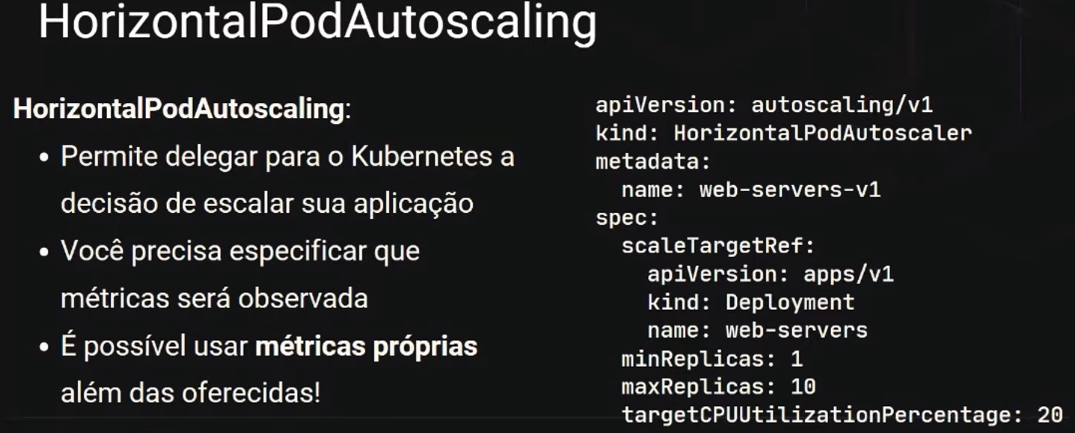 HorizontalPodAutoscaling
HorizontalPodAutoscaling:
• Permite delegar para o Kubernetes a
decisão de escalar sua aplicação
• Você precisa especificar que
métricas será observada
• É possível usar métricas próprias
além das oferecidas!
apiVersion: autoscaling/v1
kind: HorizontalPodAutoscaler
metadata:
  name: web-servers-v1
spec:
  scaleTargetRef:
    apiVersion: apps/v1
    kind: Deployment
    name: web-servers
  minReplicas: 1
  maxReplicas: 10
  targetCPUUtilizationPercentage: 20